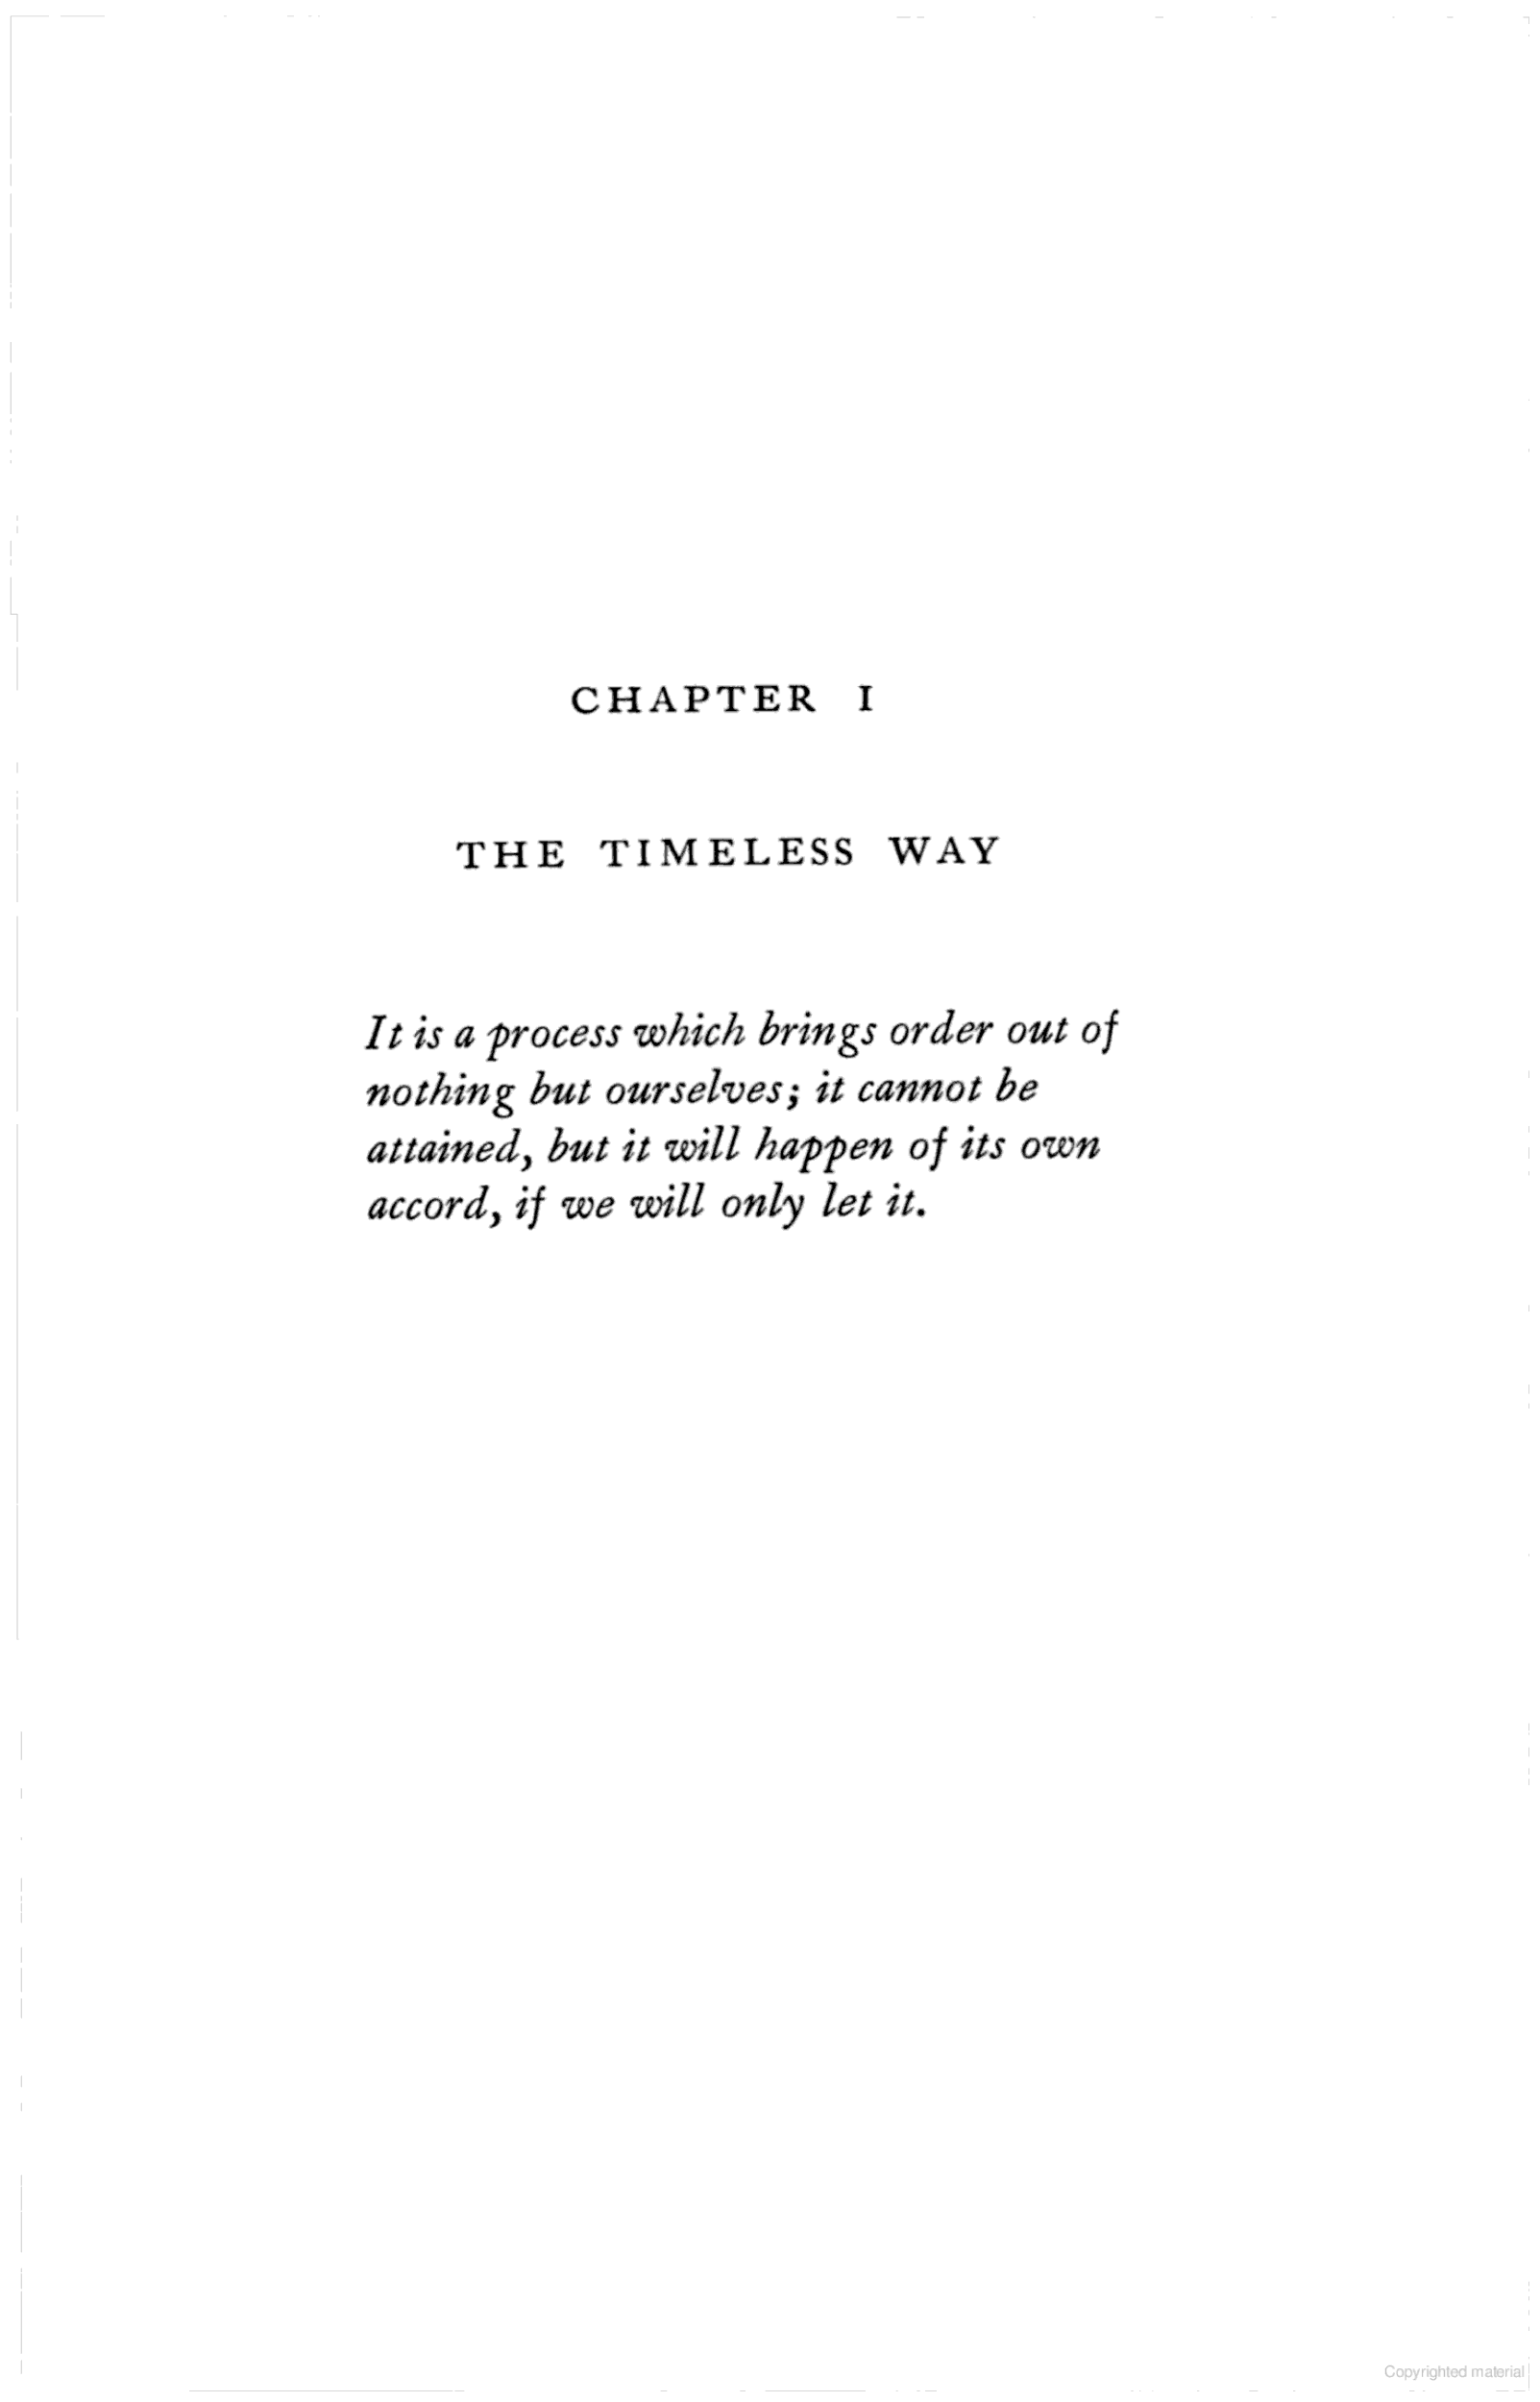 CHAPTER I
THE TIMELESS WAY
It is a process which brings order out of
nothing but ourselves; it cannot be
attained, but it will happen of its own
accord, if we will only let it.
Copyrighted material